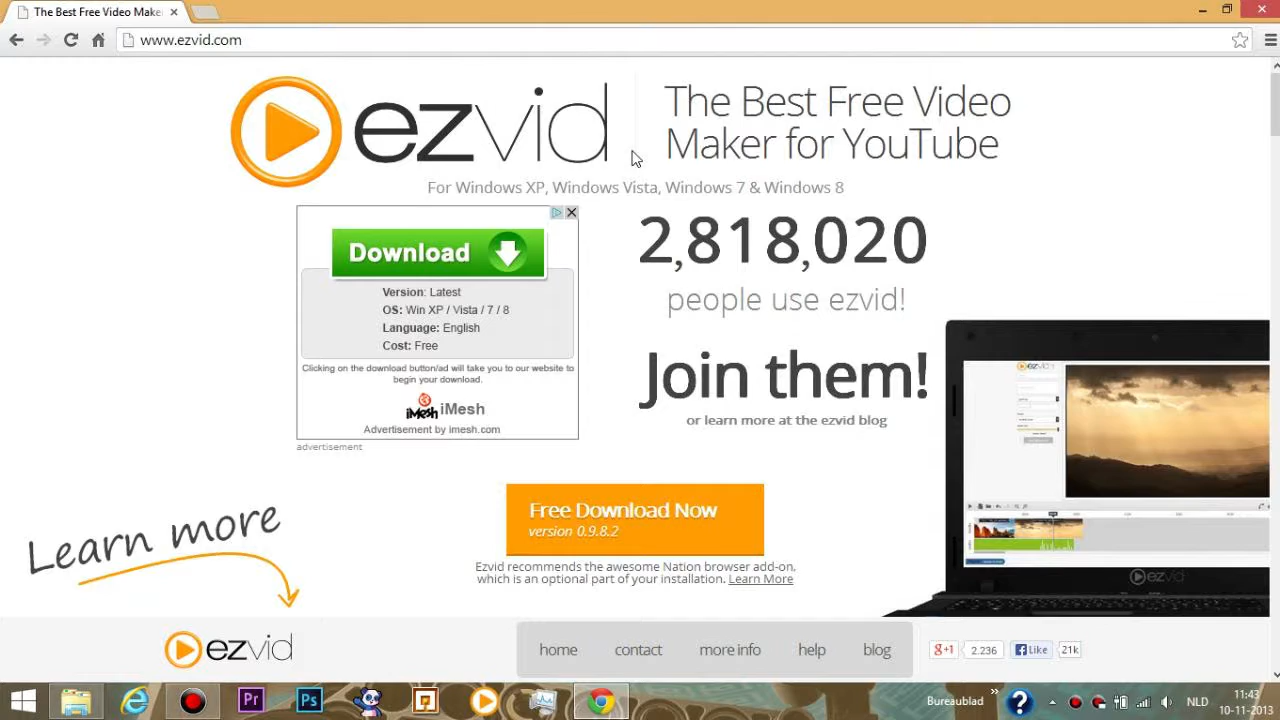 The Best Free Video Make
www.ezvid.com
ezvid
The Best Free Video
Maker for YouTube
For Windows XP, Windows Vista, Windows 7 & Windows 8
Download
Version: Latest
OS: Win XP / Vista / 7 / 8
Language: English
Cost: Free
Clicking on the download button/ad will take you to our website to
begin your download.
iMesh iMesh
Advertisement by imesh.com
advertisement
2,818,020
people use ezvid!
Join them!
or learn more at the ezvid blog
Free Download Now
version 0.9.8.2
Ezvid recommends the awesome Nation browser add-on,
which is an optional part of your installation. Learn More
Learn more
ezvid
ezvid
ezvid
home contact more info help blog
g+1 2.236 Like 21k
Pr Ps
Bureaublad
NLD
11:43
10-11-2013